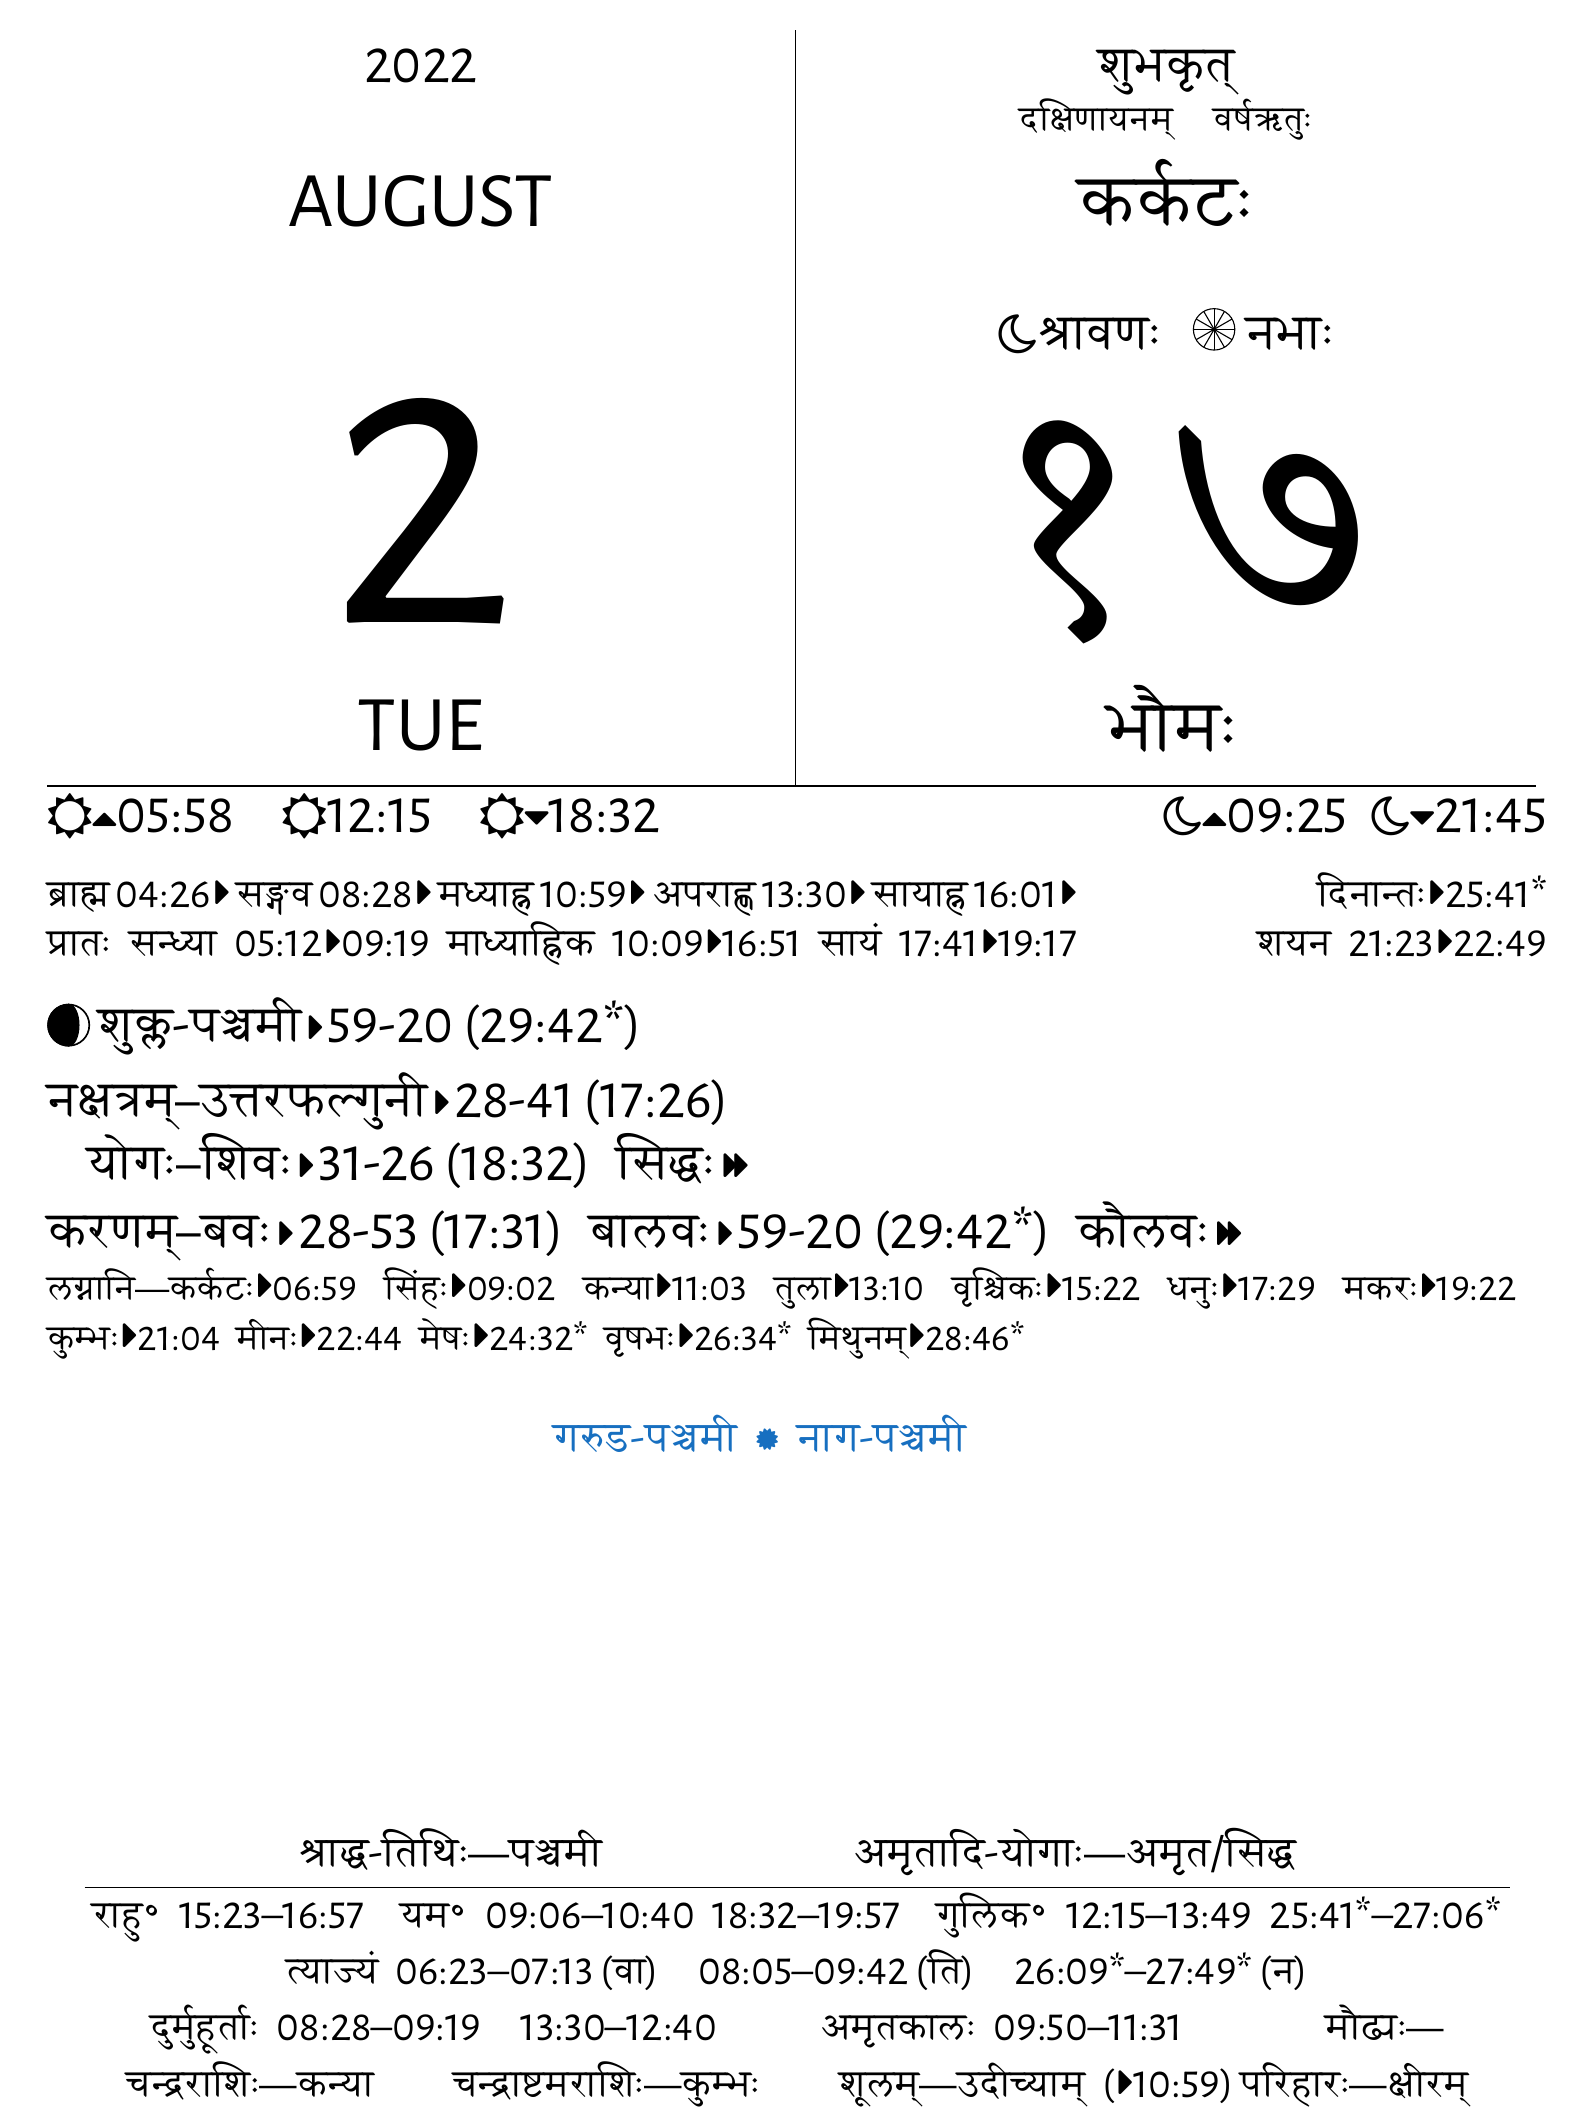 2022
AUGUST
2
TUE
शुभकृत्
दक्षिणायनम् वर्षऋतुः
कर्कटः
श्रावणः नभाः
१७
भौमः
05:58 12:15 18:32 09:25 21:45
ब्राह्म 04:26 सङ्गव 08:28 मध्याह्न 10:59 अपराह्ण 13:30 सायाह्न 16:01 दिनान्तः 25:41*
प्रातः सन्ध्या 05:12 09:19 माध्याह्निक 10:09 16:51 सायं 17:41 19:17 शयन 21:23 22:49
शुक्ल-पञ्चमी 59-20 (29:42*)
नक्षत्रम्–उत्तरफल्गुनी 28-41 (17:26)
योगः–शिवः 31-26 (18:32) सिद्धः
करणम्–बवः 28-53 (17:31) बालवः 59-20 (29:42*) कौलवः
लग्नानि—कर्कटः 06:59 सिंहः 09:02 कन्या 11:03 तुला 13:10 वृश्चिकः 15:22 धनुः 17:29 मकरः 19:22
कुम्भः 21:04 मीनः 22:44 मेषः 24:32* वृषभः 26:34* मिथुनम् 28:46*
गरुड-पञ्चमी नाग-पञ्चमी
श्राद्ध-तिथिः—पञ्चमी अमृतादि-योगाः—अमृत/सिद्ध
राहु॰ 15:23–16:57 यम॰ 09:06–10:40 18:32–19:57 गुलिक॰ 12:15–13:49 25:41*–27:06*
त्याज्यं 06:23–07:13 (वा) 08:05–09:42 (ति) 26:09*–27:49* (न)
दुर्मुहूर्ताः 08:28–09:19 13:30–12:40 अमृतकालः 09:50–11:31 मौढ्यः—
चन्द्रराशिः—कन्या चन्द्राष्टमराशिः—कुम्भः शूलम्—उदीच्याम् (10:59) परिहारः—क्षीरम्